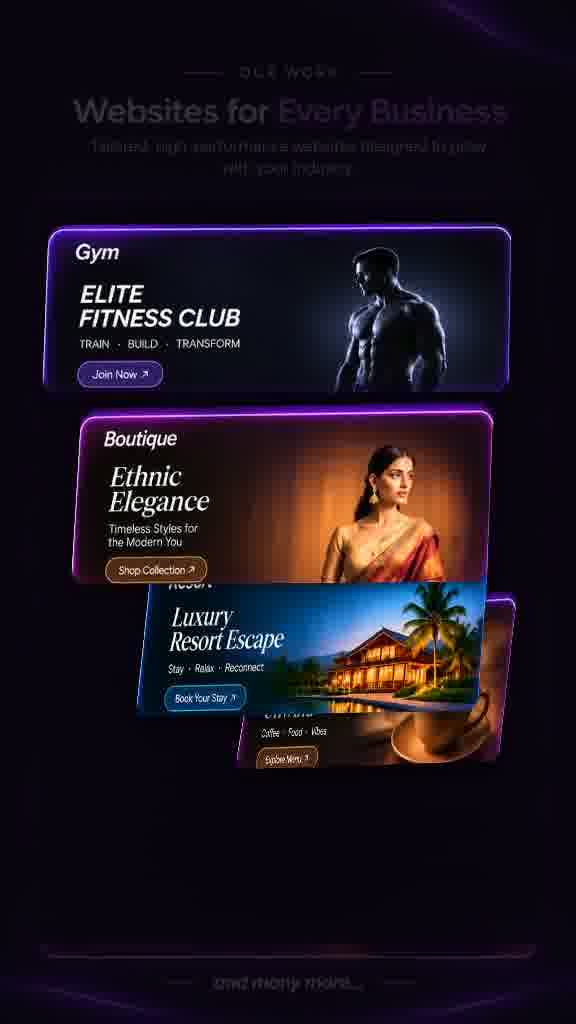 OUR WORK
Websites for Every Business
Tailored, high-performance websites designed to grow
with your industry.
Gym
ELITE
FITNESS CLUB
TRAIN · BUILD · TRANSFORM
Join Now ↗
Boutique
Ethnic
Elegance
Timeless Styles for
the Modern You
Shop Collection ↗
Resort
Luxury
Resort Escape
Stay · Relax · Reconnect
Book Your Stay ↗
Coffee · Food · Vibes
Explore Menu ↗
and many more...